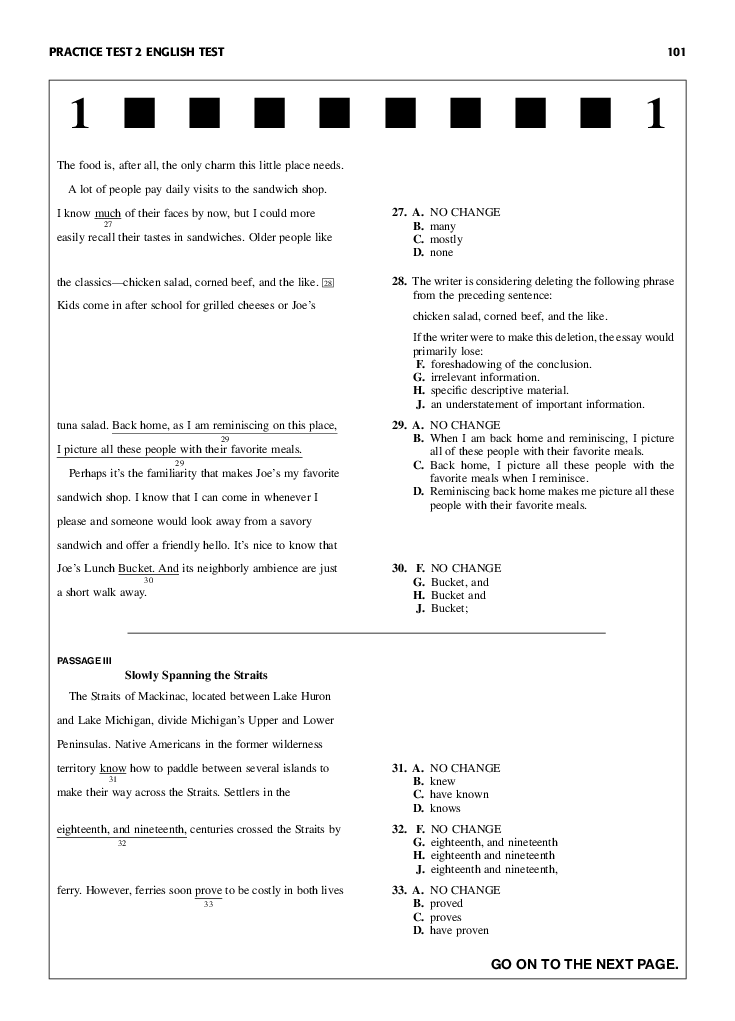 PRACTICE TEST 2 ENGLISH TEST 101
1 1
The food is, after all, the only charm this little place needs.
A lot of people pay daily visits to the sandwich shop.
I know much of their faces by now, but I could more
27
easily recall their tastes in sandwiches. Older people like
the classics—chicken salad, corned beef, and the like. 28
Kids come in after school for grilled cheeses or Joe's
tuna salad. Back home, as I am reminiscing on this place,
29
I picture all these people with their favorite meals.
29
Perhaps it's the familiarity that makes Joe's my favorite
sandwich shop. I know that I can come in whenever I
please and someone would look away from a savory
sandwich and offer a friendly hello. It's nice to know that
Joe's Lunch Bucket. And its neighborly ambience are just
30
a short walk away.
27. A. NO CHANGE
B. many
C. mostly
D. none
28. The writer is considering deleting the following phrase
from the preceding sentence:
chicken salad, corned beef, and the like.
If the writer were to make this deletion, the essay would
primarily lose:
F. foreshadowing of the conclusion.
G. irrelevant information.
H. specific descriptive material.
J. an understatement of important information.
29. A. NO CHANGE
B. When I am back home and reminiscing, I picture
all of these people with their favorite meals.
C. Back home, I picture all these people with the
favorite meals when I reminisce.
D. Reminiscing back home makes me picture all these
people with their favorite meals.
30. F. NO CHANGE
G. Bucket, and
H. Bucket and
J. Bucket;
PASSAGE III
Slowly Spanning the Straits
The Straits of Mackinac, located between Lake Huron
and Lake Michigan, divide Michigan's Upper and Lower
Peninsulas. Native Americans in the former wilderness
territory know how to paddle between several islands to
31
make their way across the Straits. Settlers in the
eighteenth, and nineteenth, centuries crossed the Straits by
32
ferry. However, ferries soon prove to be costly in both lives
33
31. A. NO CHANGE
B. knew
C. have known
D. knows
32. F. NO CHANGE
G. eighteenth, and nineteenth
H. eighteenth and nineteenth
J. eighteenth and nineteenth,
33. A. NO CHANGE
B. proved
C. proves
D. have proven
GO ON TO THE NEXT PAGE.